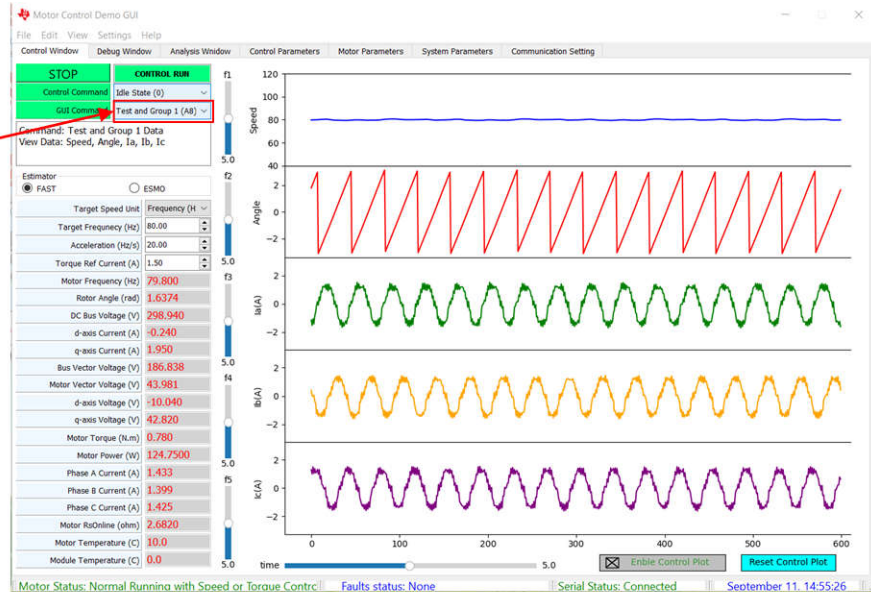 Motor Control Demo GUI
File Edit View Settings Help
Control Window Debug Window Analysis Window Control Parameters Motor Parameters System Parameters Communication Setting
STOP CONTROL RUN
Control Command Idle State (0)
GUI Command Test and Group 1 (A8)
Command: Test and Group 1 Data
View Data: Speed, Angle, Ia, Ib, Ic
Estimator
FAST ESMO
Target Speed Unit Frequency (H
Target Frequnecy (Hz) 80.00
Acceleration (Hz/s) 20.00
Torque Ref Current (A) 1.50
Motor Frequency (Hz) 79.800
Rotor Angle (rad) 1.6374
DC Bus Voltage (V) 298.940
d-axis Current (A) -0.240
q-axis Current (A) 1.950
Bus Vector Voltage (V) 186.838
Motor Vector Voltage (V) 43.981
d-axis Voltage (V) -10.040
q-axis Voltage (V) 42.820
Motor Torque (N.m) 0.780
Motor Power (W) 124.7500
Phase A Current (A) 1.433
Phase B Current (A) 1.399
Phase C Current (A) 1.425
Motor RsOnline (ohm) 2.6820
Motor Temperature (C) 10.0
Module Temperature (C) 0.0
f1
5.0
f2
5.0
f3
5.0
f4
5.0
f5
5.0
Speed
120
100
80
60
40
Angle
2
0
−2
Ia(A)
2
0
−2
Ib(A)
2
0
−2
Ic(A)
2
0
−2
0 100 200 300 400 500 600
time 5.0 Enble Control Plot Reset Control Plot
Motor Status: Normal Running with Speed or Torque Contrc Faults status: None Serial Status: Connected September 11, 14:55:26